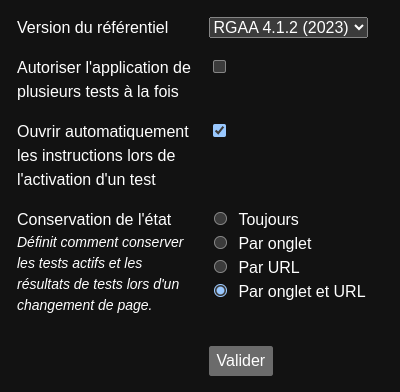 Version du référentiel
RGAA 4.1.2 (2023)
Autoriser l'application de
plusieurs tests à la fois
Ouvrir automatiquement
les instructions lors de
l'activation d'un test
Conservation de l'état
Définit comment conserver
les tests actifs et les
résultats de tests lors d'un
changement de page.
Toujours
Par onglet
Par URL
Par onglet et URL
Valider